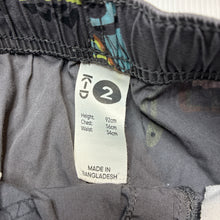 K-D
2
Height: 92cm
Chest: 56cm
Waist: 54cm
MADE IN
BANGLADESH